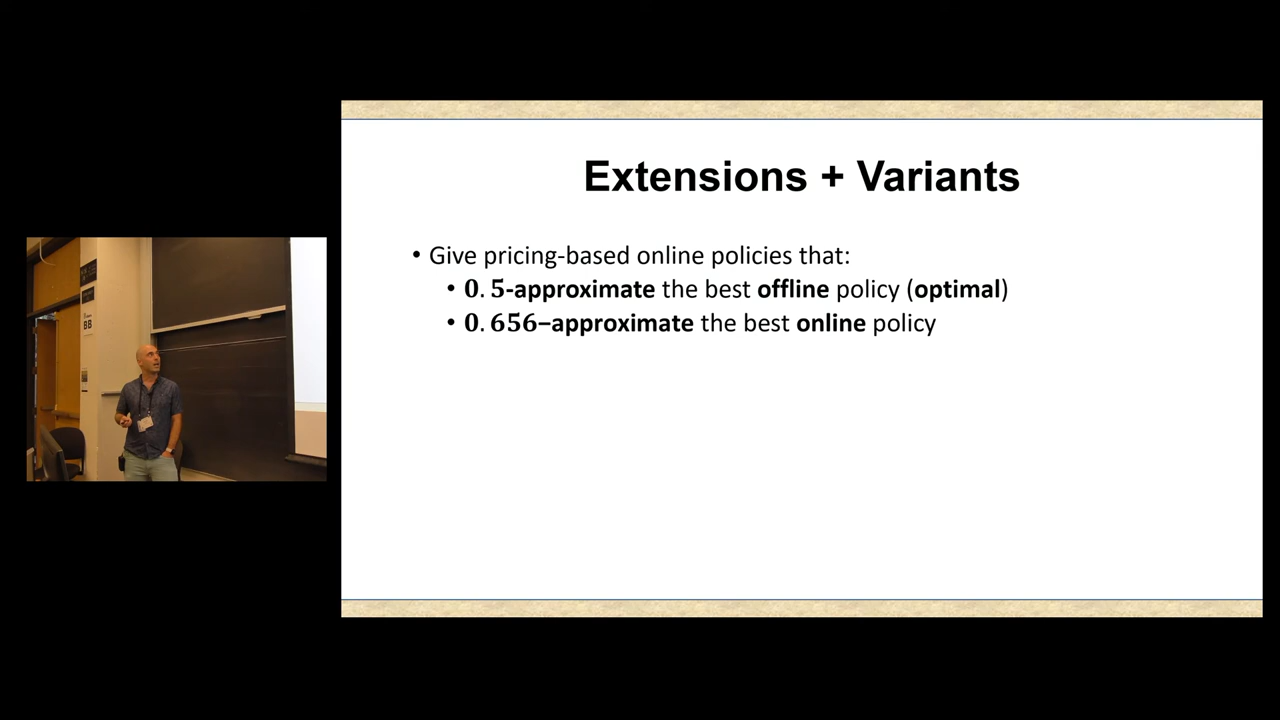 Extensions + Variants
• Give pricing-based online policies that:
• 0.5-approximate the best offline policy (optimal)
• 0.656–approximate the best online policy
BB